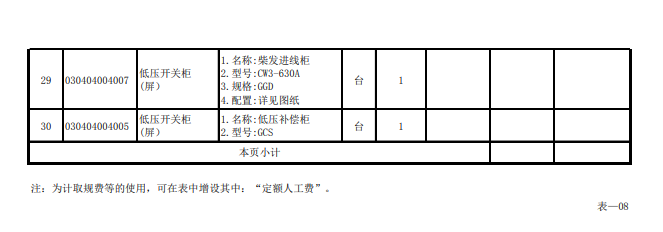 29 030404004007 低压开关柜(屏) 1.名称:柴发进线柜 台 1
2.型号:CW3-630A
3.规格:GGD
4.配置:详见图纸
30 030404004005 低压开关柜(屏) 1.名称:低压补偿柜 台 1
2.型号:GCS
本页小计
注: 为计取规费等的使用, 可在表中增设其中: “定额人工费”。
表—08